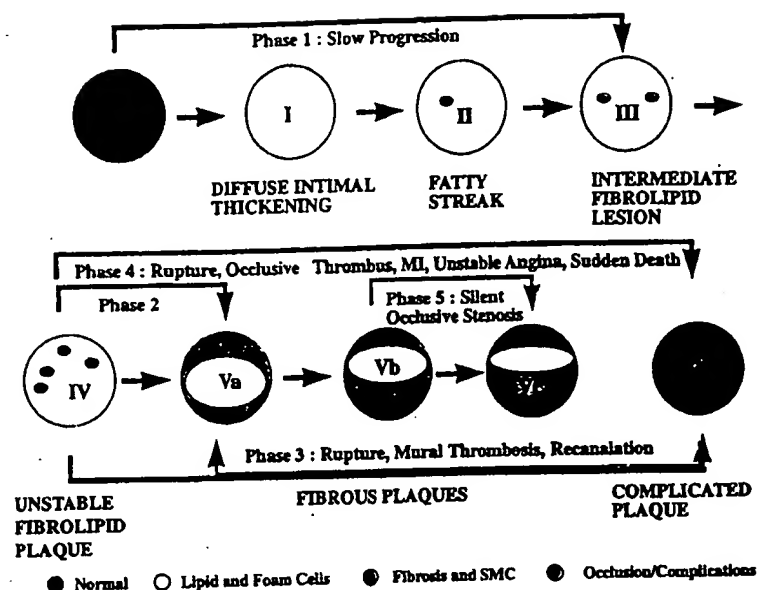 Phase 1 : Slow Progression
I
II
III
DIFFUSE INTIMAL
THICKENING
FATTY
STREAK
INTERMEDIATE
FIBROLIPID
LESION
Phase 4 : Rupture, Occlusive Thrombus, MI, Unstable Angina, Sudden Death
Phase 2
Phase 5 : Silent
Occlusive Stenosis
IV
Va
Vb
Phase 3 : Rupture, Mural Thrombosis, Recanalation
UNSTABLE
FIBROLIPID
PLAQUE
FIBROUS PLAQUES
COMPLICATED
PLAQUE
Normal
Lipid and Foam Cells
Fibrosis and SMC
Occlusion/Complications